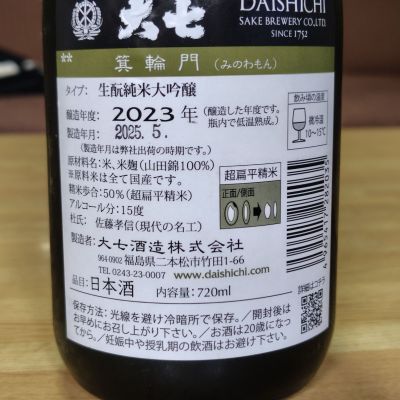 大七
DAISHICHI
SAKE BREWERY CO.,LTD.
SINCE 1752
箕輪門(みのわもん)
タイプ: 生酛純米大吟醸
醸造年度: 2023年(醸造した年度です。瓶内で低温熟成。)
製造年月: 2025.5.
(製造年月は弊社出荷の時期です。)
原材料名: 米、米麹(山田錦100%)
※原料米は全て国産です。
精米歩合: 50%(超扁平精米)
アルコール分: 15度
杜氏: 佐藤孝信(現代の名工)
飲み頃の温度
微冷温
10〜15℃
超扁平精米
正面/側面
製造者: 大七酒造株式会社
964-0902 福島県二本松市竹田1-66
TEL 0243-23-0007 www.daishichi.com
品目: 日本酒 内容量: 720ml
4965417282035
詳細はコチラ
保存方法: 光線を避け冷暗所で保存。/開封後は
お早めにお召し上がり下さい。/お酒は20歳になっ
てから。/妊娠中や授乳期の飲酒はお避け下さい。